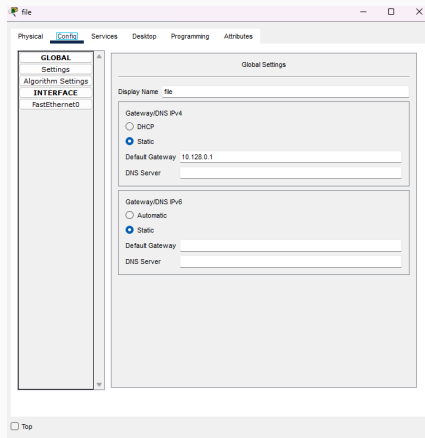 file
Physical Config Services Desktop Programming Attributes
GLOBAL
Settings
Algorithm Settings
INTERFACE
FastEthernet0
Global Settings
Display Name file
Gateway/DNS IPv4
DHCP
Static
Default Gateway 10.128.0.1
DNS Server
Gateway/DNS IPv6
Automatic
Static
Default Gateway
DNS Server
Top